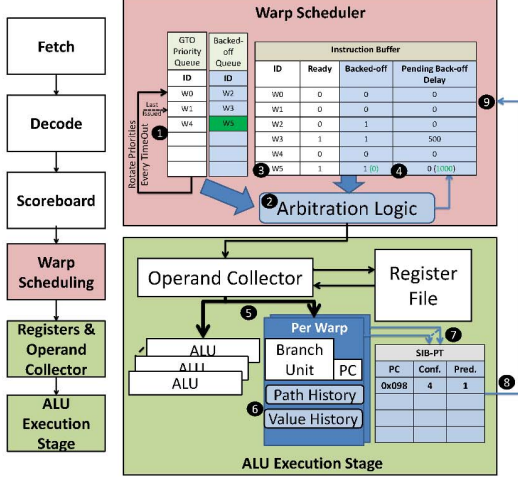 Fetch
Decode
Scoreboard
Warp
Scheduling
Registers &
Operand
Collector
ALU
Execution
Stage
Warp Scheduler
GTO
Priority
Queue
Backed-
off
Queue
ID ID
W0 W2
W1 W3
W4 W5
Last
issued
Rotate Priorities
Every TimeOut
1
Instruction Buffer
ID Ready Backed-off Pending Back-off
Delay
W0 0 0 0
W1 0 0 0
W2 0 1 0
W3 1 1 500
W4 0 0 0
3 W5 1 1 (0) 4 0 (1000)
9
2 Arbitration Logic
Operand Collector
Register
File
5
ALU
ALU
ALU
Per Warp
Branch
Unit
PC
Path History
6
Value History
7
SIB-PT
PC Conf. Pred.
0x098 4 1
8
ALU Execution Stage